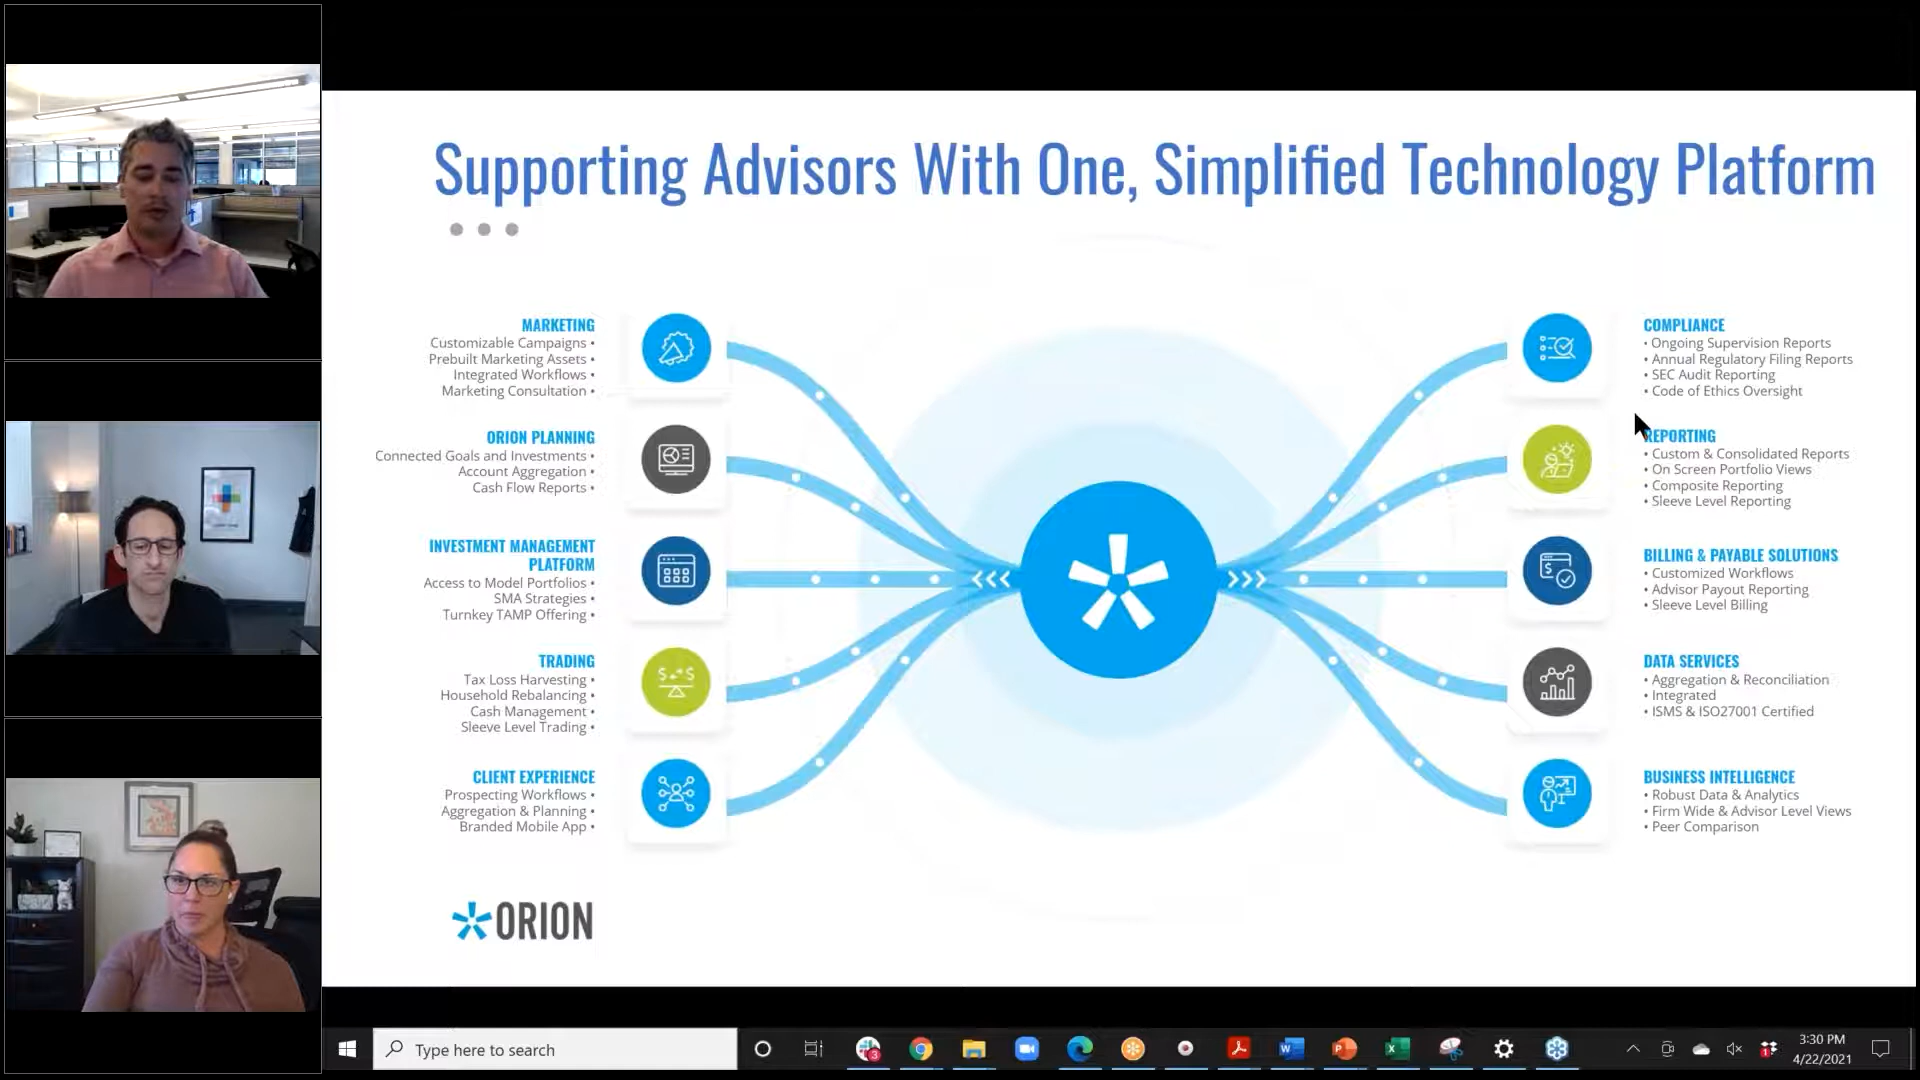 Supporting Advisors With One, Simplified Technology Platform
MARKETING
Customizable Campaigns •
Prebuilt Marketing Assets •
Integrated Workflows •
Marketing Consultation •
ORION PLANNING
Connected Goals and Investments •
Account Aggregation •
Cash Flow Reports •
INVESTMENT MANAGEMENT
PLATFORM
Access to Model Portfolios •
SMA Strategies •
Turnkey TAMP Offering •
TRADING
Tax Loss Harvesting •
Household Rebalancing •
Cash Management •
Sleeve Level Trading •
CLIENT EXPERIENCE
Prospecting Workflows •
Aggregation & Planning •
Branded Mobile App •
COMPLIANCE
• Ongoing Supervision Reports
• Annual Regulatory Filing Reports
• SEC Audit Reporting
• Code of Ethics Oversight
REPORTING
• Custom & Consolidated Reports
• On Screen Portfolio Views
• Composite Reporting
• Sleeve Level Reporting
BILLING & PAYABLE SOLUTIONS
• Customized Workflows
• Advisor Payout Reporting
• Sleeve Level Billing
DATA SERVICES
• Aggregation & Reconciliation
• Integrated
• ISMS & ISO27001 Certified
BUSINESS INTELLIGENCE
• Robust Data & Analytics
• Firm Wide & Advisor Level Views
• Peer Comparison
ORION
Type here to search
3:30 PM
4/22/2021